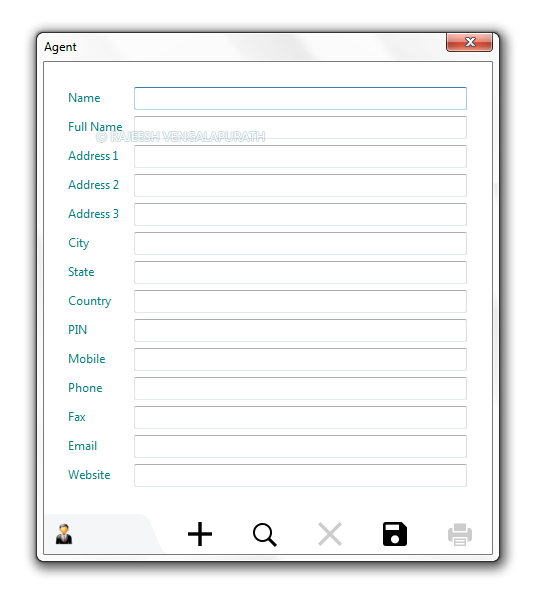 Agent
Name
Full Name
© RAJEESH VENGALAPURATH
Address 1
Address 2
Address 3
City
State
Country
PIN
Mobile
Phone
Fax
Email
Website